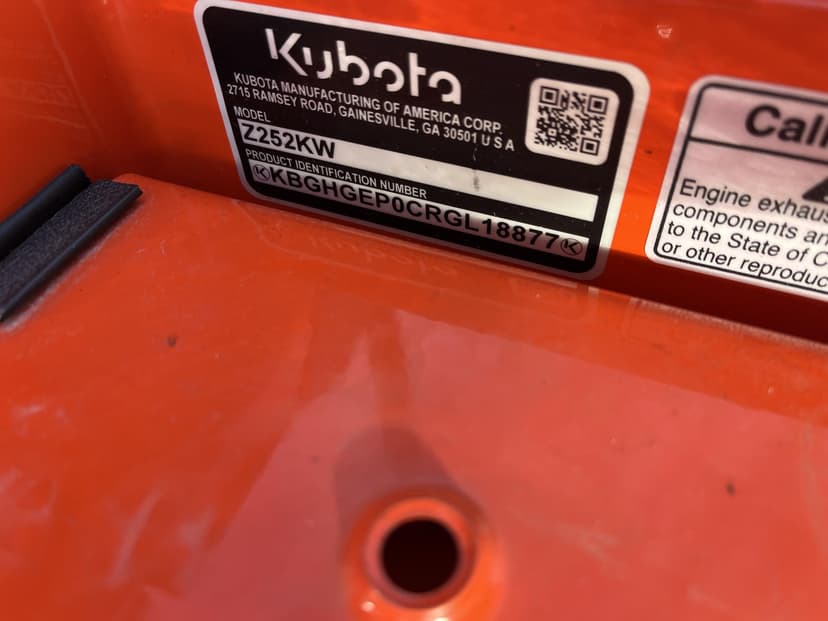 Kubota
KUBOTA MANUFACTURING OF AMERICA CORP.
2715 RAMSEY ROAD, GAINESVILLE, GA 30501 U S A
MODEL
Z252KW
PRODUCT IDENTIFICATION NUMBER
KBGHGEP0CRGL18877
Engine exhaus
components an
to the State of C
or other reproduc